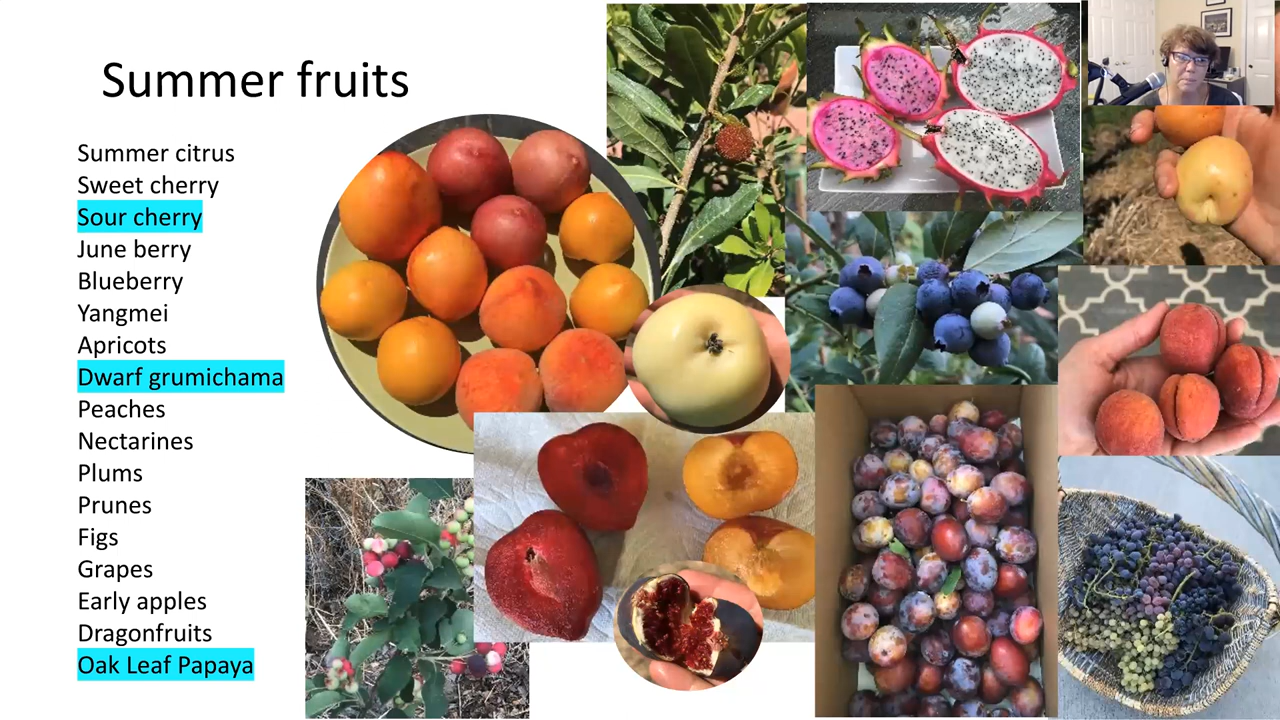 Summer fruits
Summer citrus
Sweet cherry
Sour cherry
June berry
Blueberry
Yangmei
Apricots
Dwarf grumichama
Peaches
Nectarines
Plums
Prunes
Figs
Grapes
Early apples
Dragonfruits
Oak Leaf Papaya